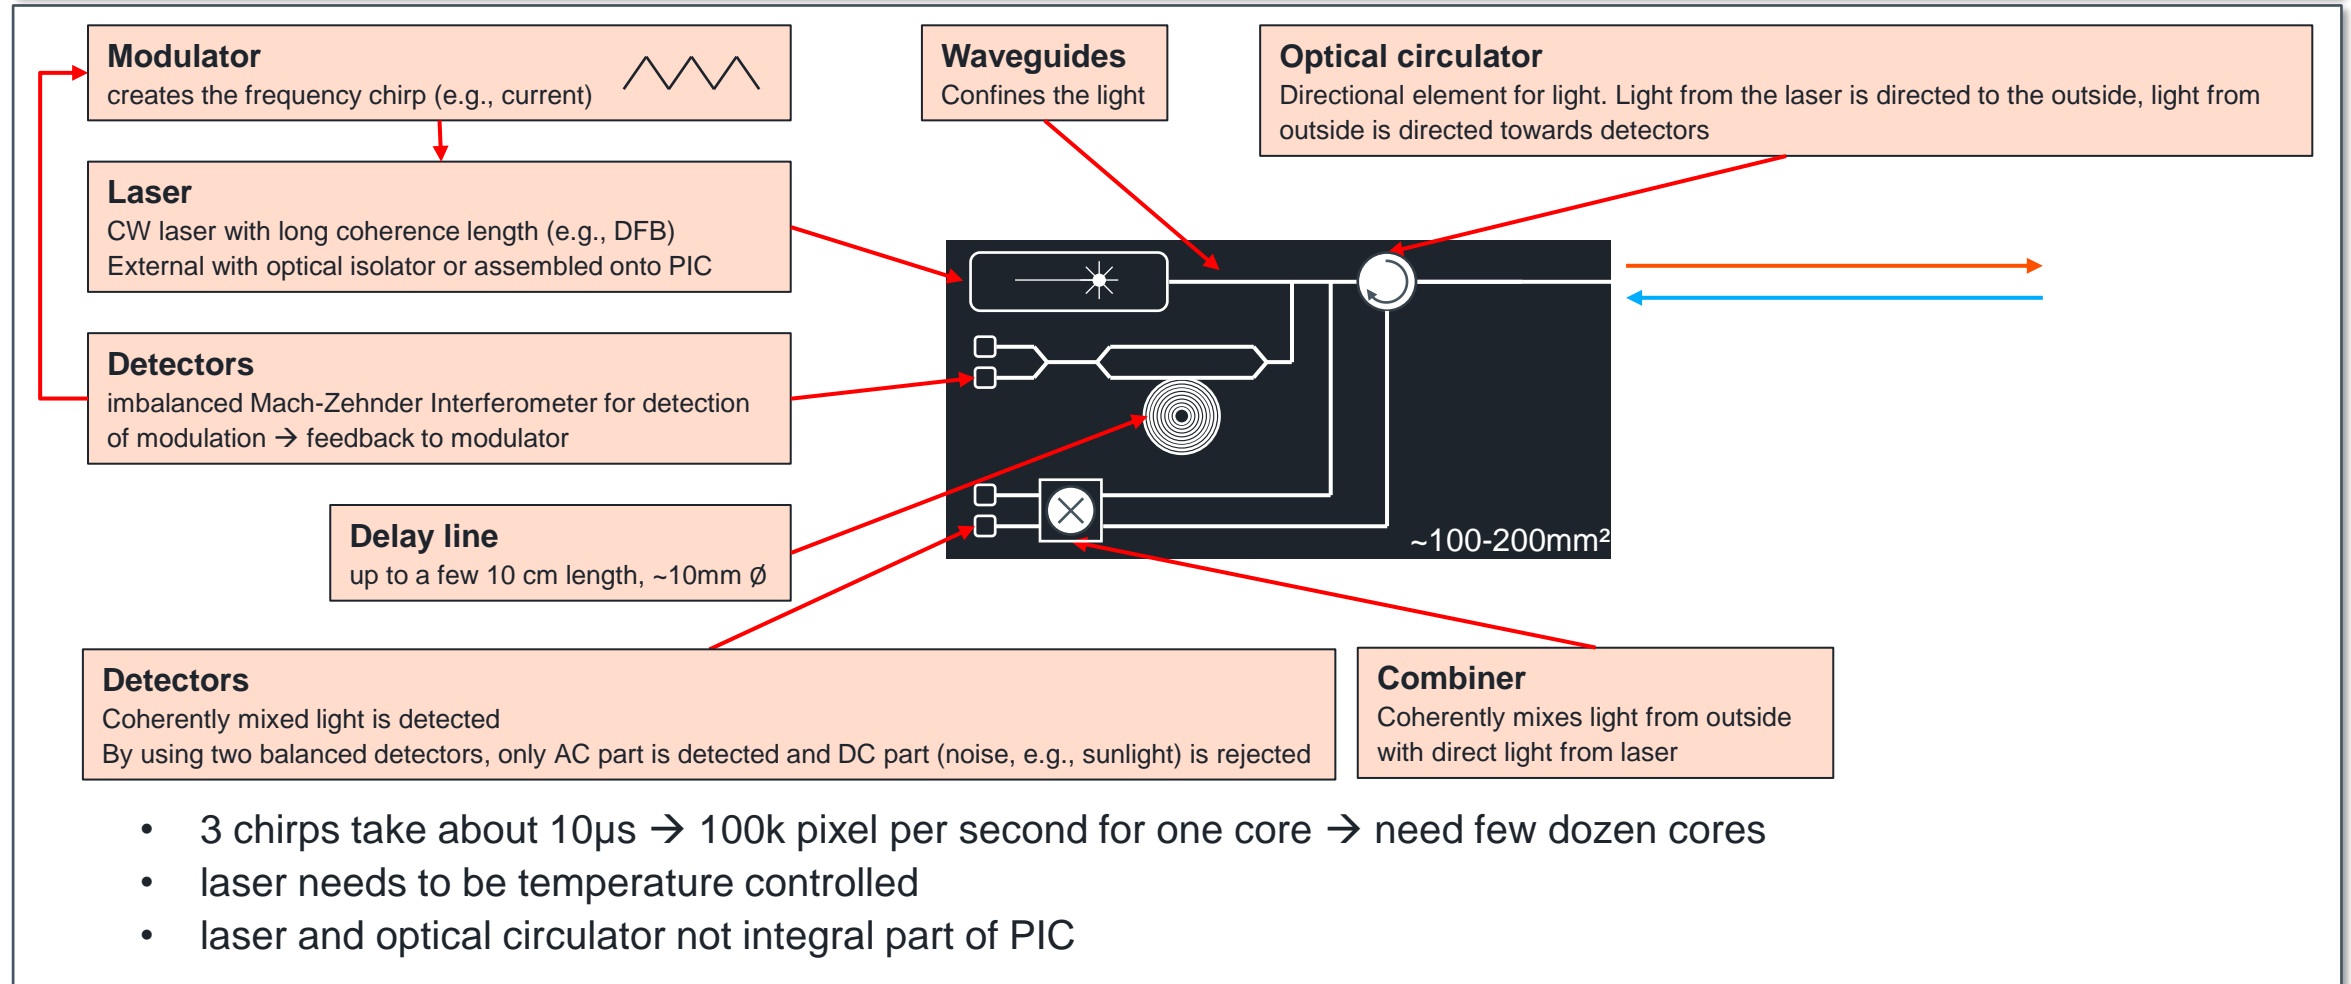 Modulator
creates the frequency chirp (e.g., current)
Waveguides
Confines the light
Optical circulator
Directional element for light. Light from the laser is directed to the outside, light from
outside is directed towards detectors
Laser
CW laser with long coherence length (e.g., DFB)
External with optical isolator or assembled onto PIC
Detectors
imbalanced Mach-Zehnder Interferometer for detection
of modulation → feedback to modulator
Delay line
up to a few 10 cm length, ~10mm Ø
~100-200mm²
Detectors
Coherently mixed light is detected
By using two balanced detectors, only AC part is detected and DC part (noise, e.g., sunlight) is rejected
Combiner
Coherently mixes light from outside
with direct light from laser
• 3 chirps take about 10µs → 100k pixel per second for one core → need few dozen cores
• laser needs to be temperature controlled
• laser and optical circulator not integral part of PIC